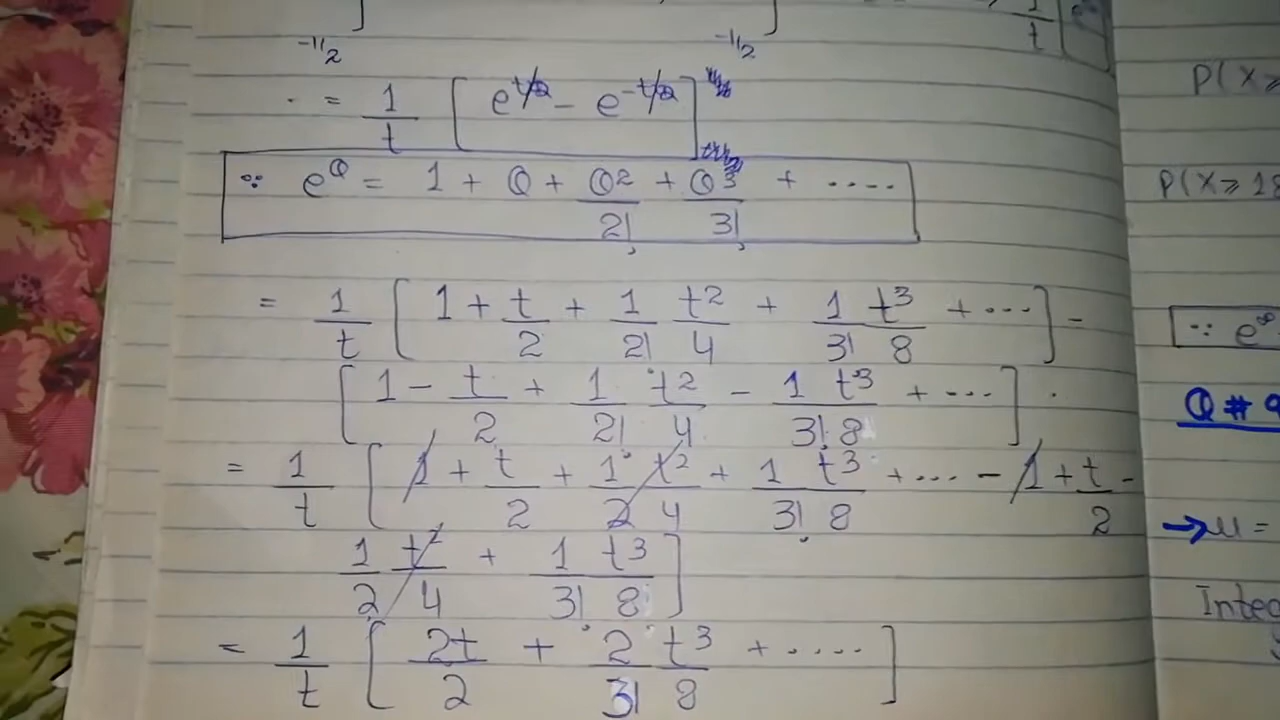 -1/2 -1/2 1/t
= 1/t [ e^{t/2} - e^{-t/2} ]
∵ e^Q = 1 + Q + Q²/2! + Q³/3! + ....
= 1/t [ 1 + t/2 + 1/2! t²/4 + 1/3! t³/8 + ... ] -
[ 1 - t/2 + 1/2! t²/4 - 1/3! t³/8 + ... ]
= 1/t [ 1 + t/2 + 1/2 t²/4 + 1/3! t³/8 + ... - 1 + t/2 -
1/2 t²/4 + 1/3! t³/8 ]
= 1/t [ 2t/2 + 2/3! t³/8 + ..... ]
P(X ≥
P(X ≥ 18
∵ e^∞
Q # 9
→ μ =
Integ